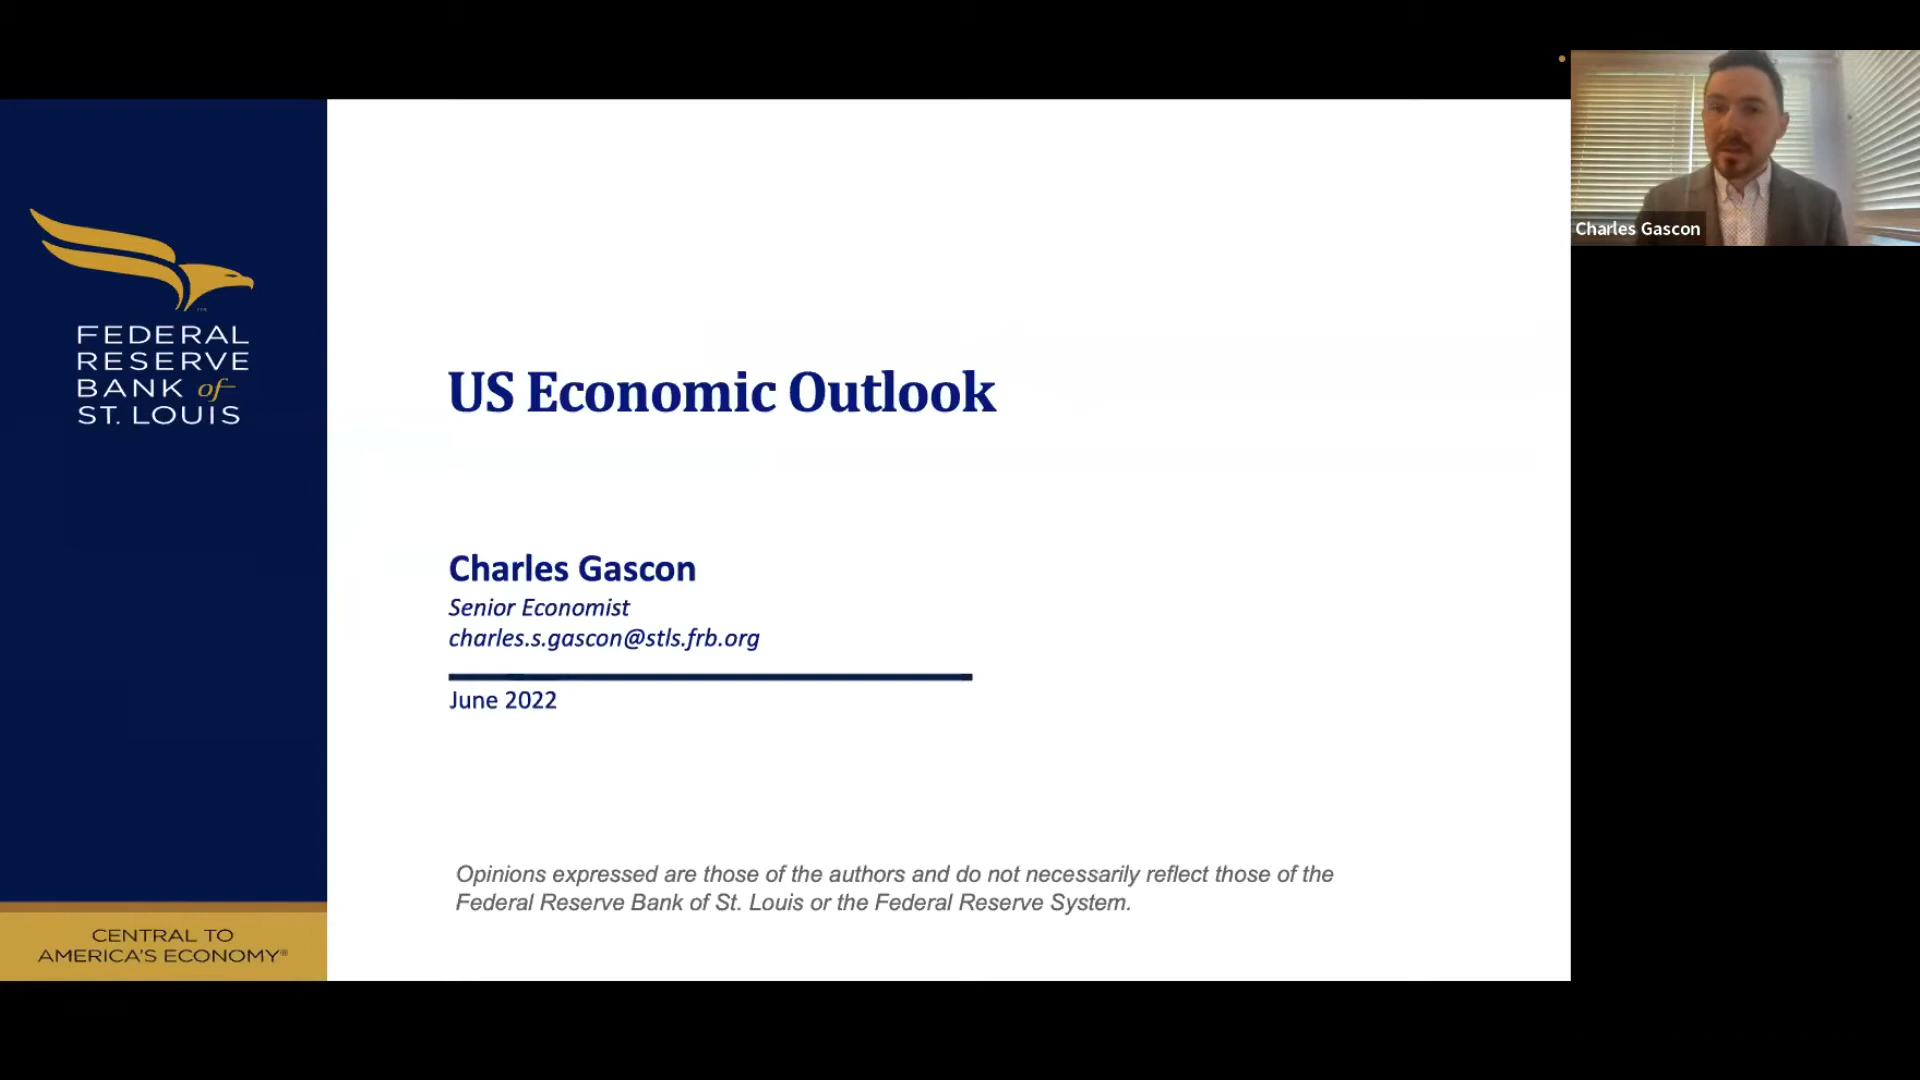 FEDERAL
RESERVE
BANK of
ST. LOUIS
CENTRAL TO
AMERICA'S ECONOMY®
US Economic Outlook
Charles Gascon
Senior Economist
charles.s.gascon@stls.frb.org
June 2022
Opinions expressed are those of the authors and do not necessarily reflect those of the
Federal Reserve Bank of St. Louis or the Federal Reserve System.
Charles Gascon